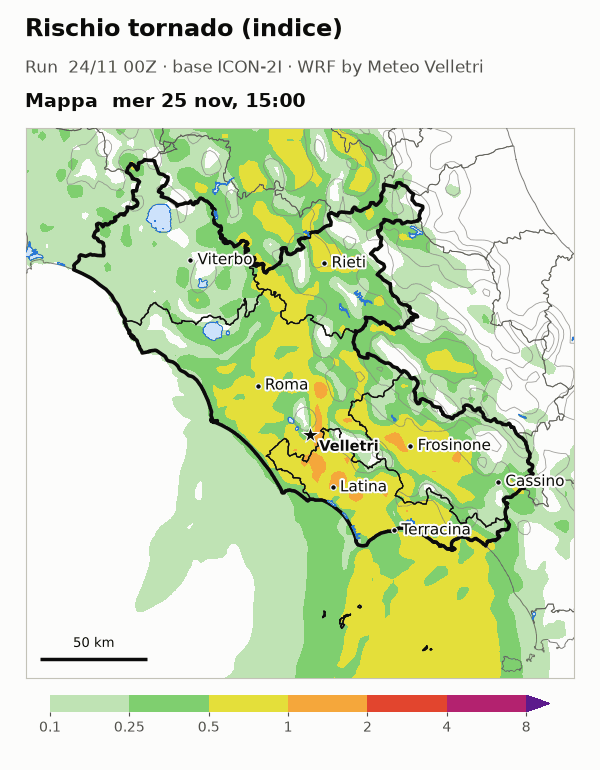 Rischio tornado (indice)
Run  24/11 00Z · base ICON-2I · WRF by Meteo Velletri
Mappa  mer 25 nov, 15:00
Viterbo
Rieti
Roma
Velletri
Frosinone
Latina
Cassino
Terracina
50 km
0.1 0.25 0.5 1 2 4 8